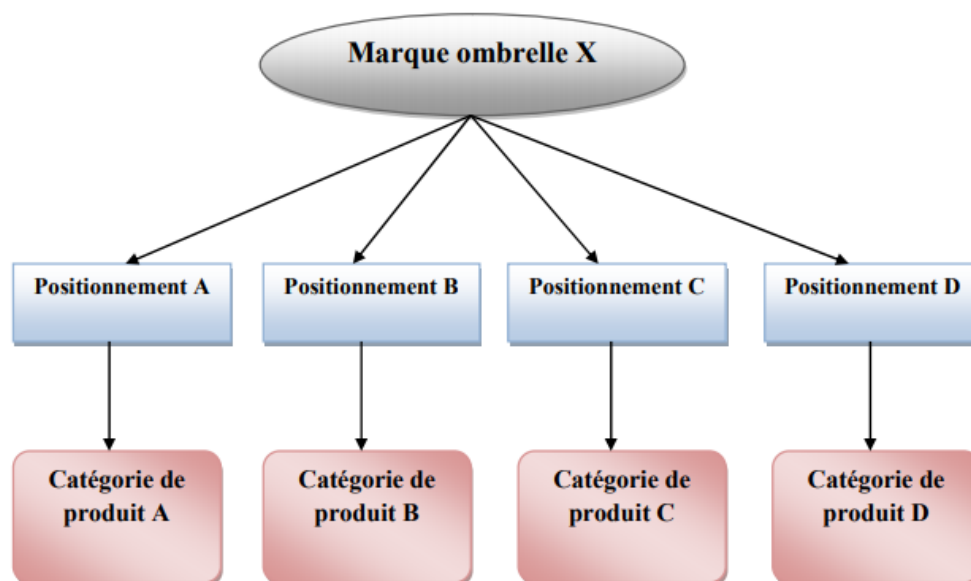 Marque ombrelle X
Positionnement A
Positionnement B
Positionnement C
Positionnement D
Catégorie de
produit A
Catégorie de
produit B
Catégorie de
produit C
Catégorie de
produit D